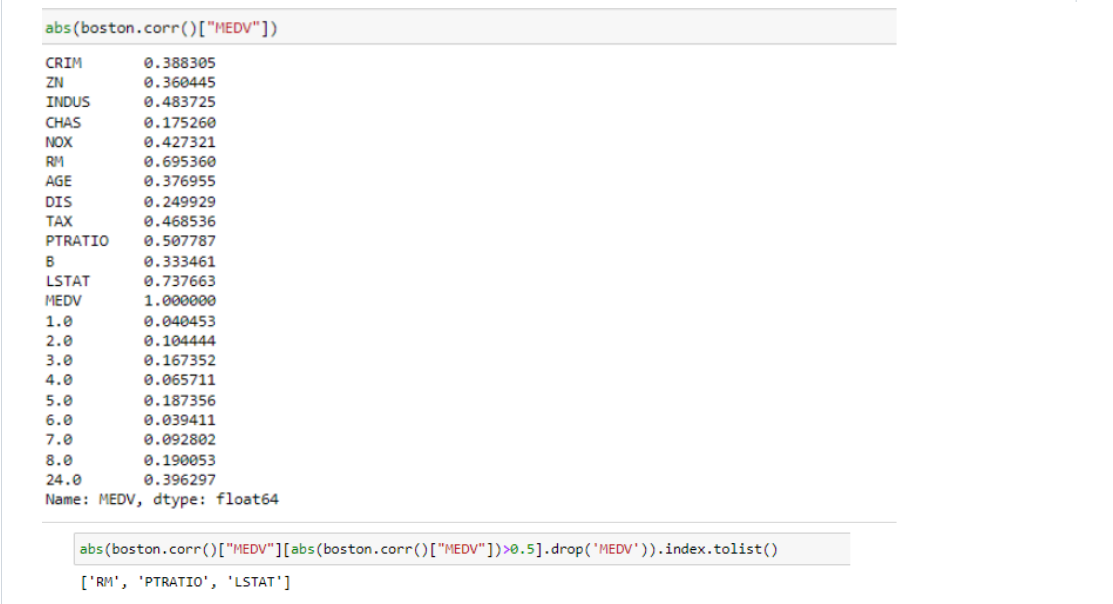 abs(boston.corr()["MEDV"])
CRIM 0.388305
ZN 0.360445
INDUS 0.483725
CHAS 0.175260
NOX 0.427321
RM 0.695360
AGE 0.376955
DIS 0.249929
TAX 0.468536
PTRATIO 0.507787
B 0.333461
LSTAT 0.737663
MEDV 1.000000
1.0 0.040453
2.0 0.104444
3.0 0.167352
4.0 0.065711
5.0 0.187356
6.0 0.039411
7.0 0.092802
8.0 0.190053
24.0 0.396297
Name: MEDV, dtype: float64
abs(boston.corr()["MEDV"][abs(boston.corr()["MEDV"])>0.5].drop('MEDV')).index.tolist()
['RM', 'PTRATIO', 'LSTAT']